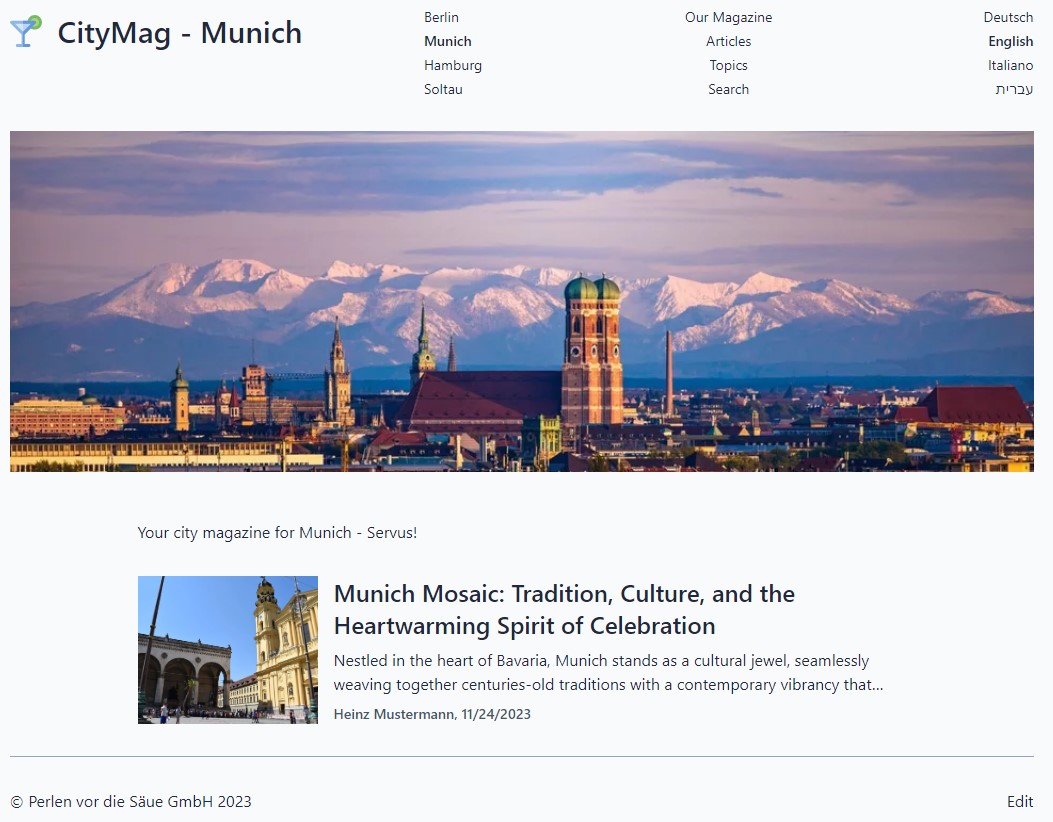 CityMag - Munich
Berlin
Munich
Hamburg
Soltau
Our Magazine
Articles
Topics
Search
Deutsch
English
Italiano
עברית
Your city magazine for Munich - Servus!
Munich Mosaic: Tradition, Culture, and the
Heartwarming Spirit of Celebration
Nestled in the heart of Bavaria, Munich stands as a cultural jewel, seamlessly
weaving together centuries-old traditions with a contemporary vibrancy that...
Heinz Mustermann, 11/24/2023
© Perlen vor die Säue GmbH 2023
Edit